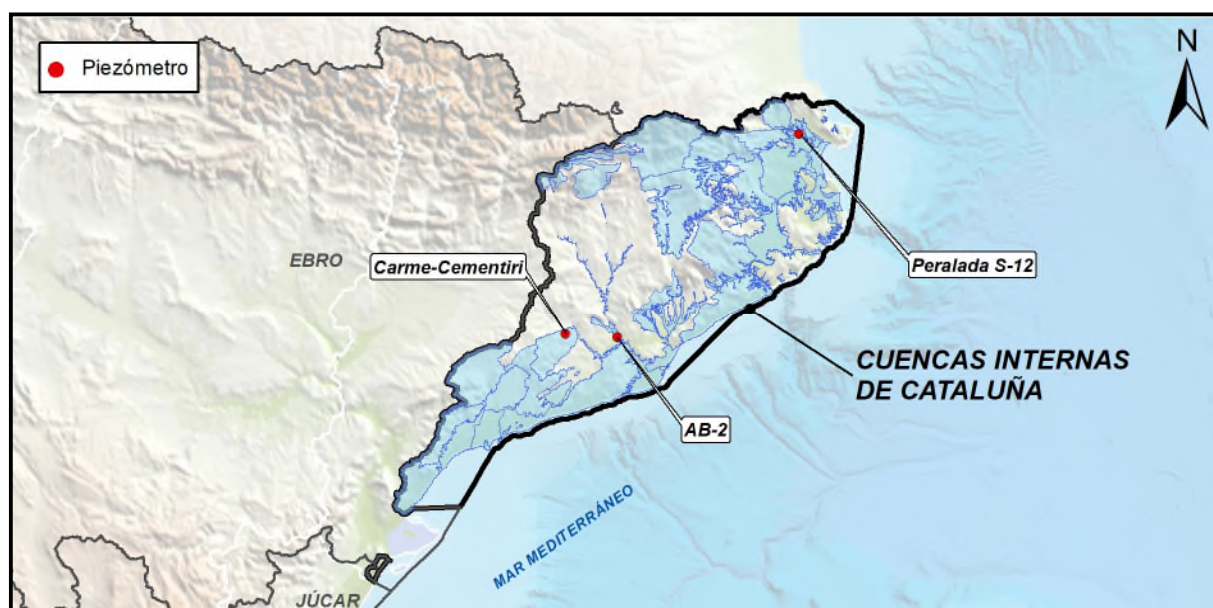 Piezómetro
N
EBRO
Carme-Cementiri
Peralada S-12
CUENCAS INTERNAS
DE CATALUÑA
AB-2
MAR MEDITERRÁNEO
JÚCAR